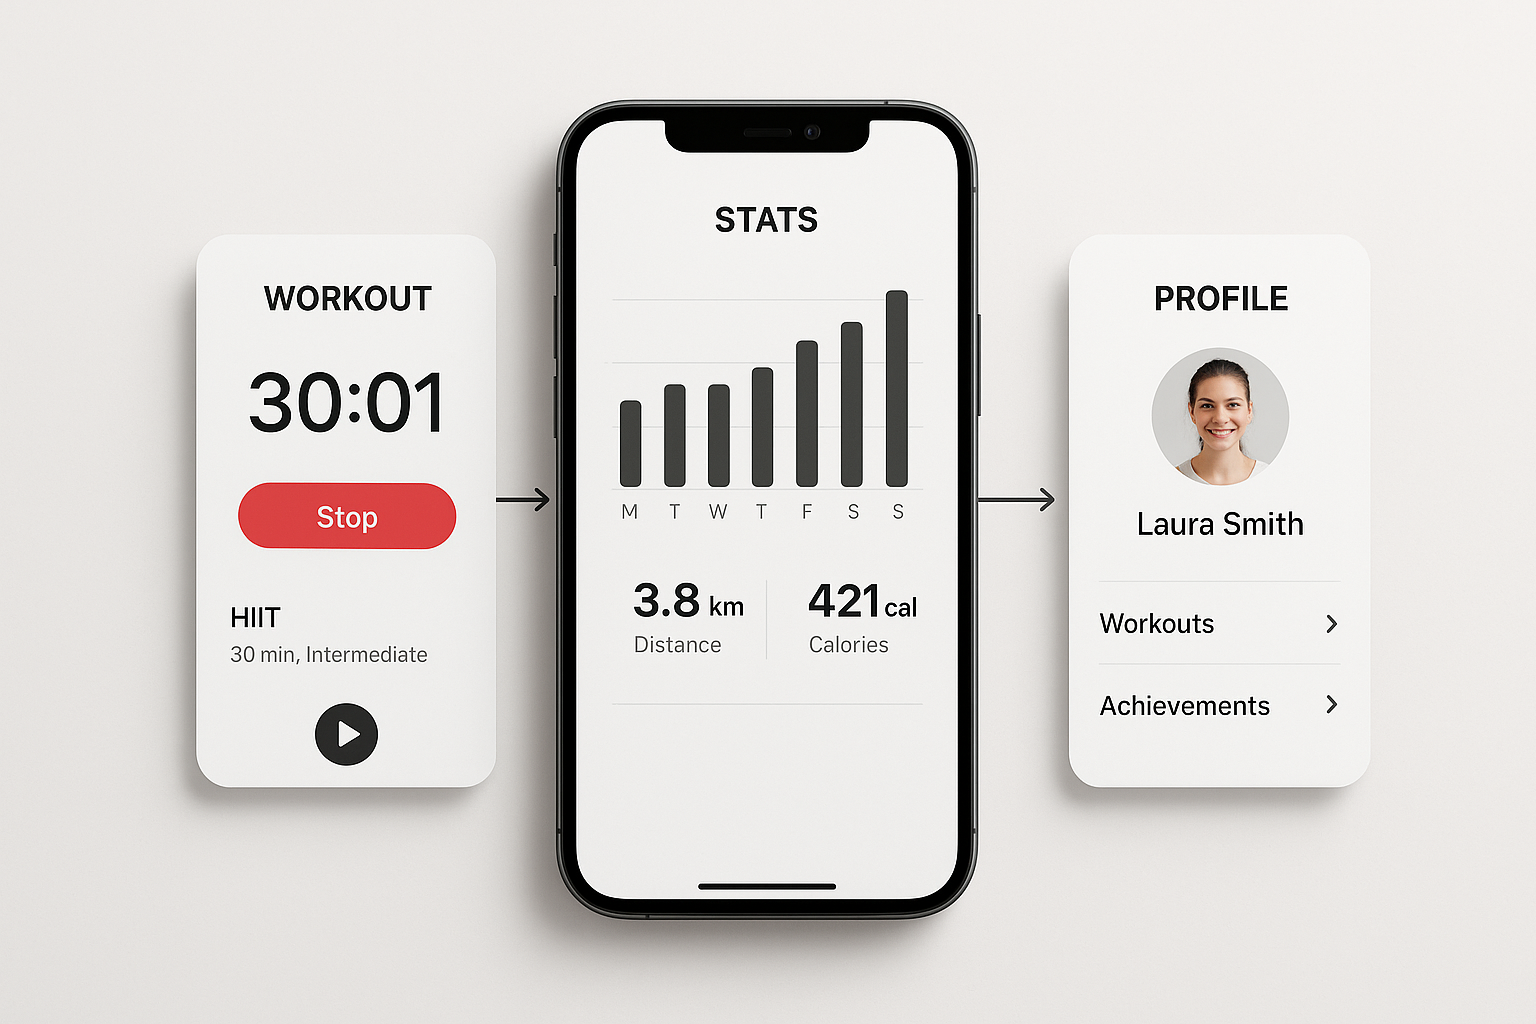 WORKOUT
30:01
Stop
HIIT
30 min, Intermediate
STATS
M T W T F S S
3.8 km
Distance
421 cal
Calories
PROFILE
Laura Smith
Workouts
Achievements